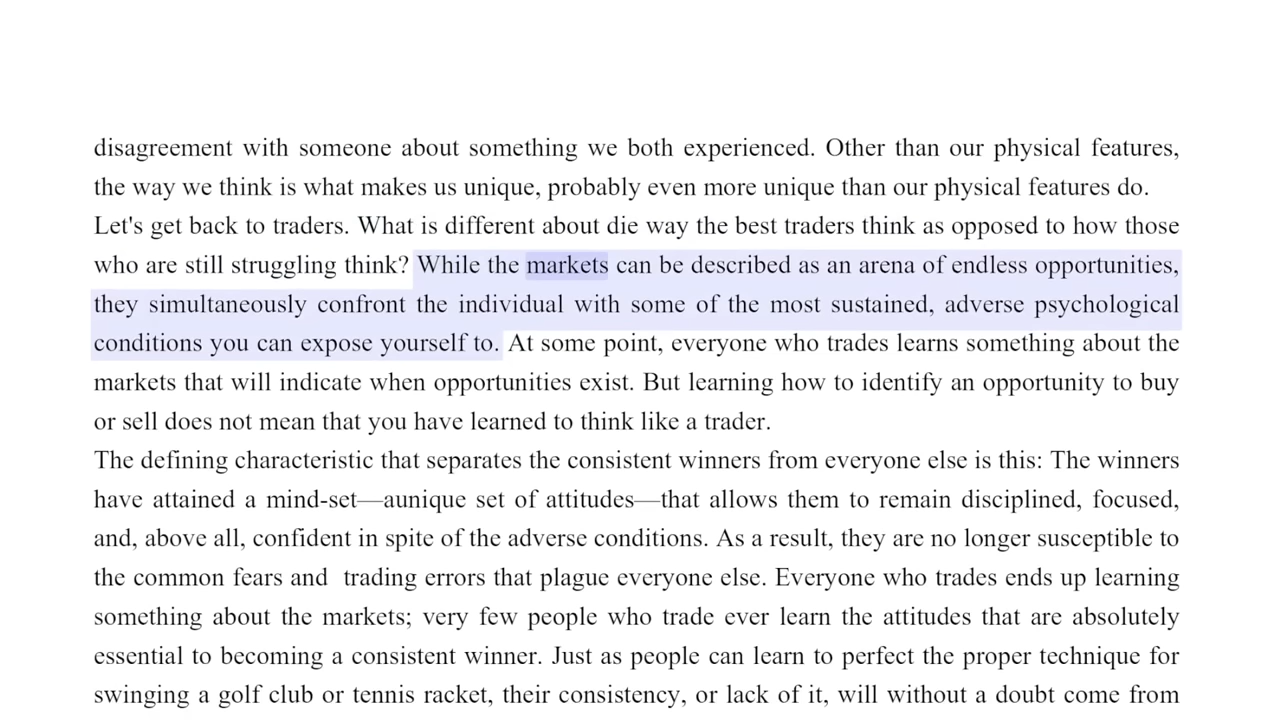 disagreement with someone about something we both experienced. Other than our physical features,
the way we think is what makes us unique, probably even more unique than our physical features do.
Let's get back to traders. What is different about die way the best traders think as opposed to how those
who are still struggling think? While the markets can be described as an arena of endless opportunities,
they simultaneously confront the individual with some of the most sustained, adverse psychological
conditions you can expose yourself to. At some point, everyone who trades learns something about the
markets that will indicate when opportunities exist. But learning how to identify an opportunity to buy
or sell does not mean that you have learned to think like a trader.
The defining characteristic that separates the consistent winners from everyone else is this: The winners
have attained a mind-set—aunique set of attitudes—that allows them to remain disciplined, focused,
and, above all, confident in spite of the adverse conditions. As a result, they are no longer susceptible to
the common fears and  trading errors that plague everyone else. Everyone who trades ends up learning
something about the markets; very few people who trade ever learn the attitudes that are absolutely
essential to becoming a consistent winner. Just as people can learn to perfect the proper technique for
swinging a golf club or tennis racket, their consistency, or lack of it, will without a doubt come from